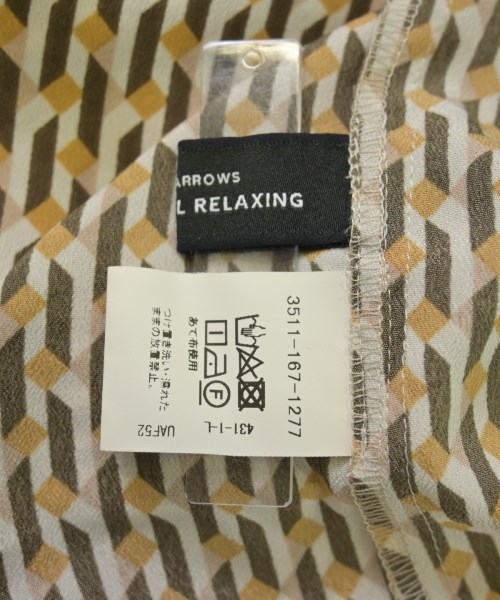 ARROWS
L RELAXING
3511-167-1277
431-1-L
あて布使用
F
つけ置き洗い・濡れた
ままの放置禁止。
UAF52